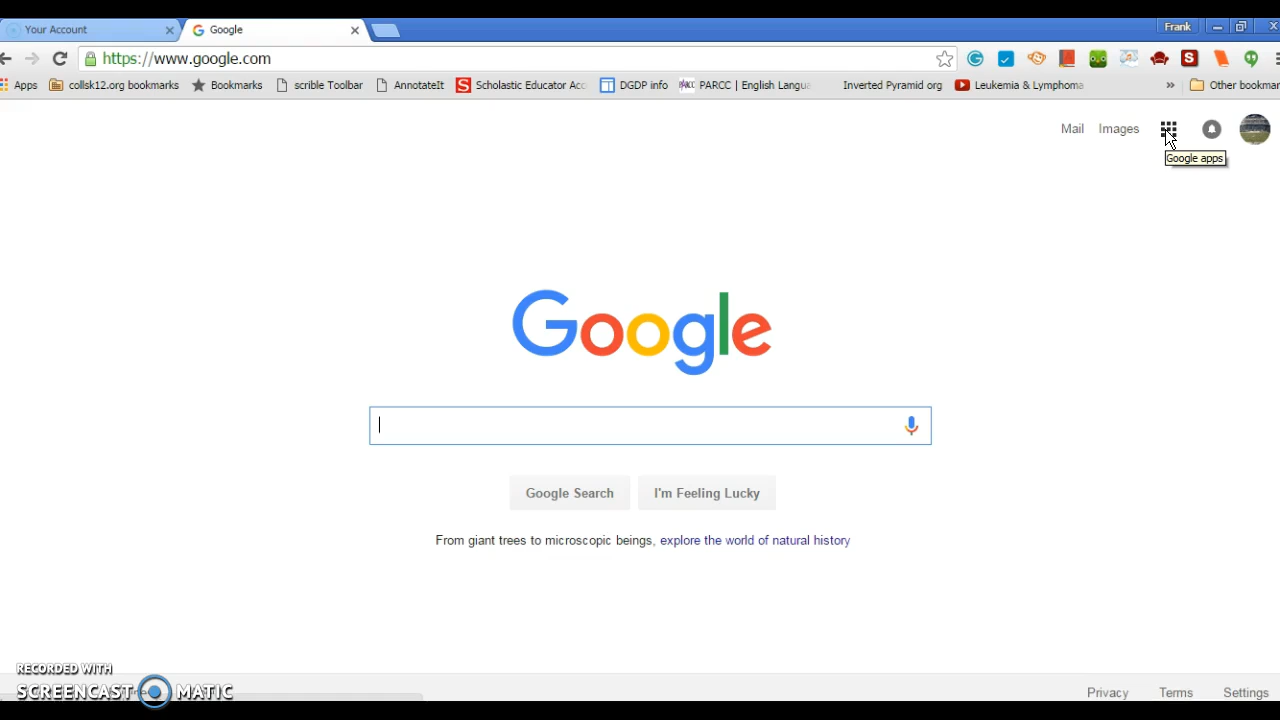 Your Account
Google
Frank
https://www.google.com
Apps
collsk12.org bookmarks
Bookmarks
scrible Toolbar
AnnotateIt
S
Scholastic Educator Acc
DGDP info
PARCC
PARCC | English Langua
Inverted Pyramid org
Leukemia & Lymphoma
»
Other bookmar
S
Mail
Images
Google apps
Google
Google Search
I'm Feeling Lucky
From giant trees to microscopic beings, explore the world of natural history
RECORDED WITH
SCREENCAST MATIC
Privacy
Terms
Settings